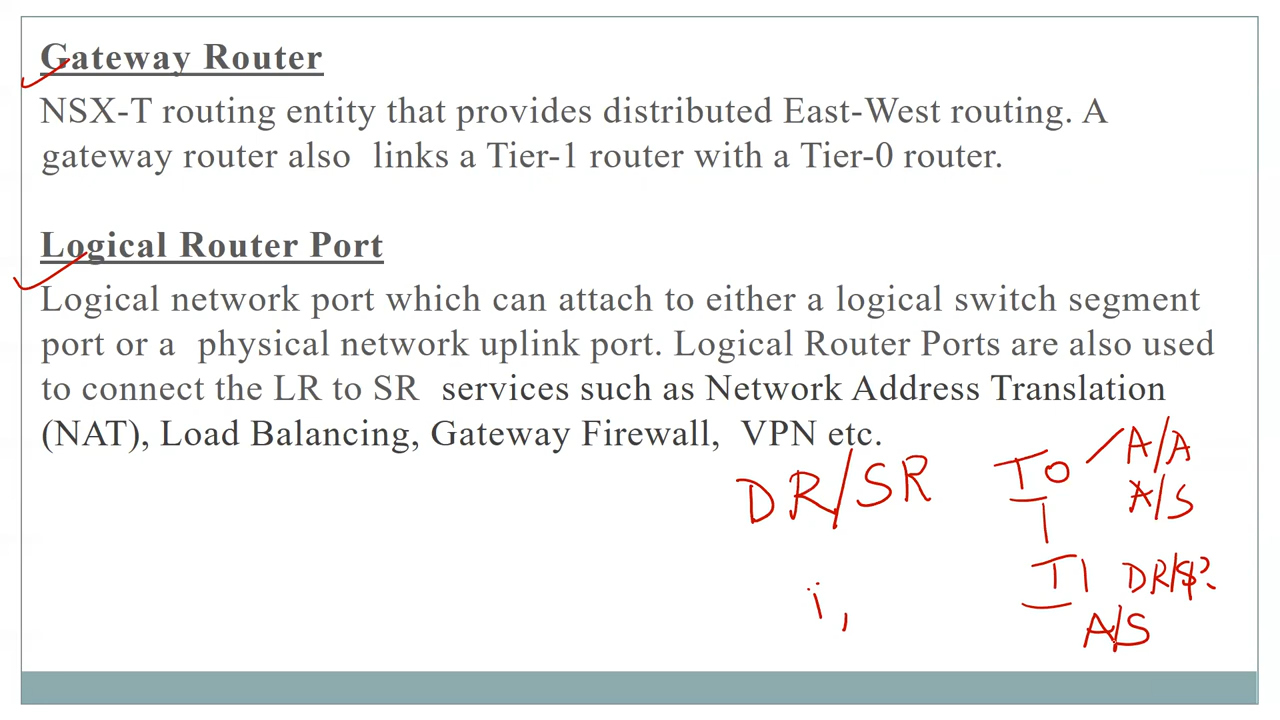 Gateway Router
NSX-T routing entity that provides distributed East-West routing. A
gateway router also links a Tier-1 router with a Tier-0 router.
Logical Router Port
Logical network port which can attach to either a logical switch segment
port or a physical network uplink port. Logical Router Ports are also used
to connect the LR to SR services such as Network Address Translation
(NAT), Load Balancing, Gateway Firewall, VPN etc.
DR/SR
T0
A/A
A/S
T1
A/S